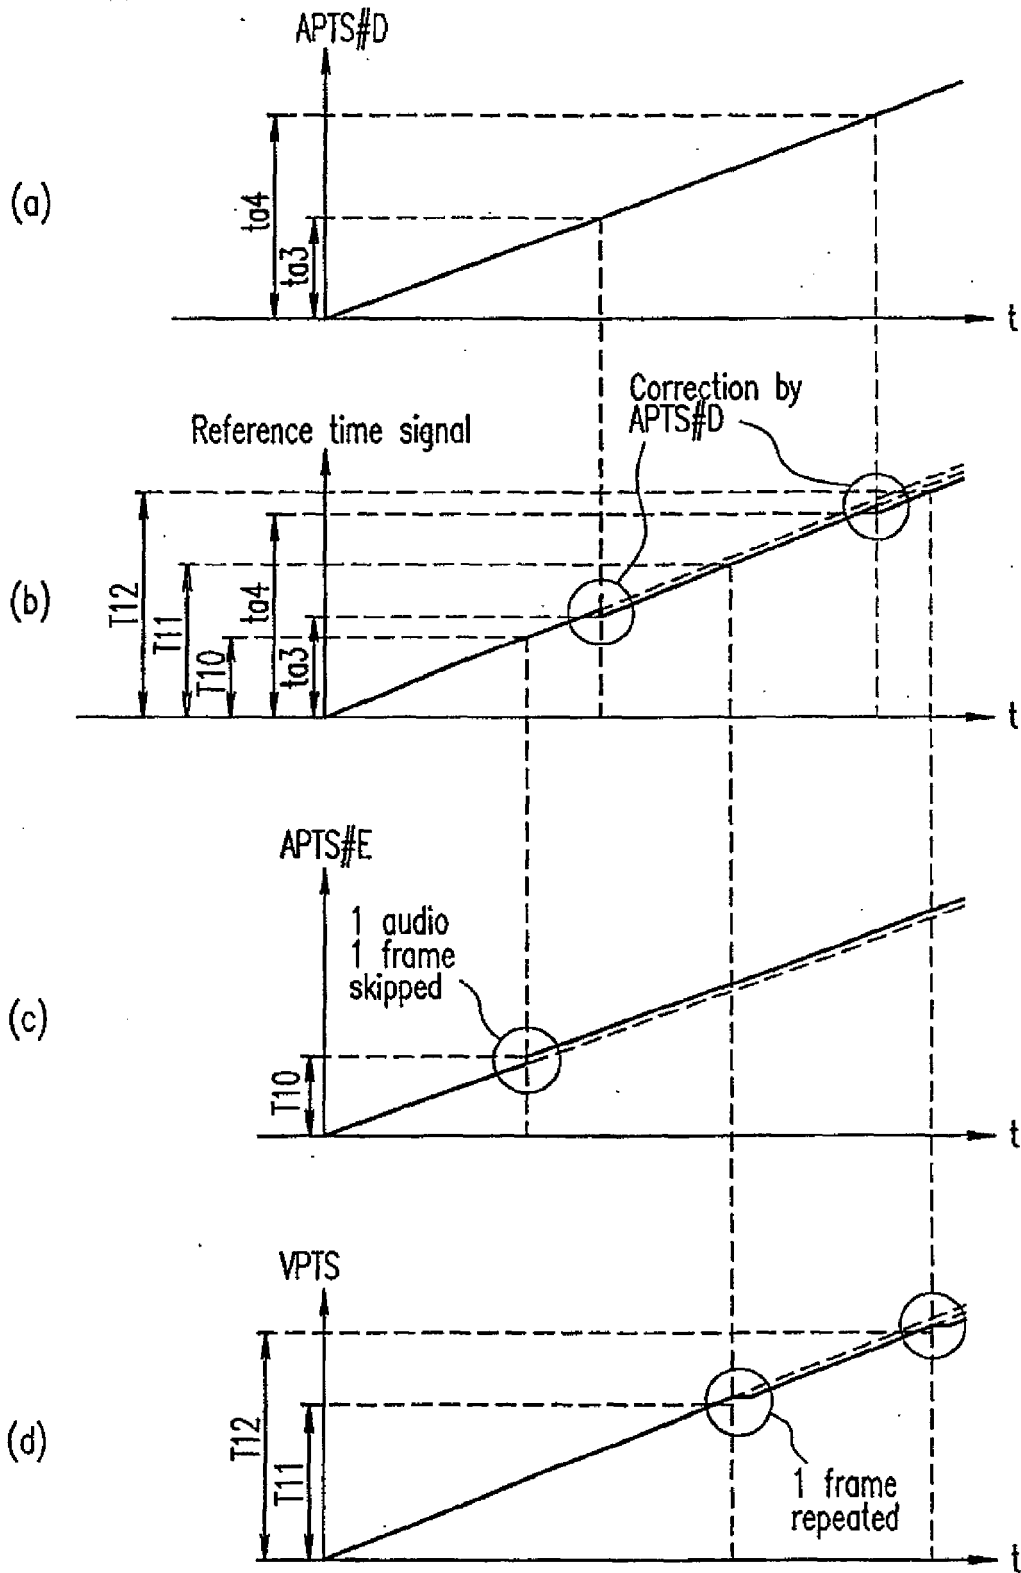 APTS#D
(a)
ta4
ta3
t
Correction by
APTS#D
Reference time signal
(b)
T12
T11
T10
ta4
ta3
t
APTS#E
1 audio
1 frame
skipped
(c)
T10
t
VPTS
(d)
T12
T11
1 frame
repeated
t